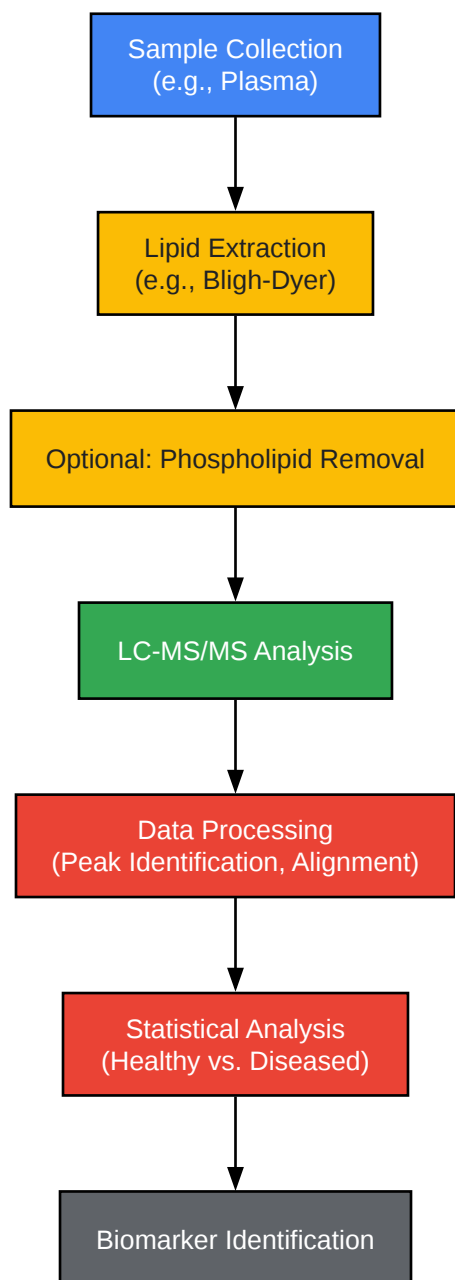 Sample Collection
(e.g., Plasma)
Lipid Extraction
(e.g., Bligh-Dyer)
Optional: Phospholipid Removal
LC-MS/MS Analysis
Data Processing
(Peak Identification, Alignment)
Statistical Analysis
(Healthy vs. Diseased)
Biomarker Identification